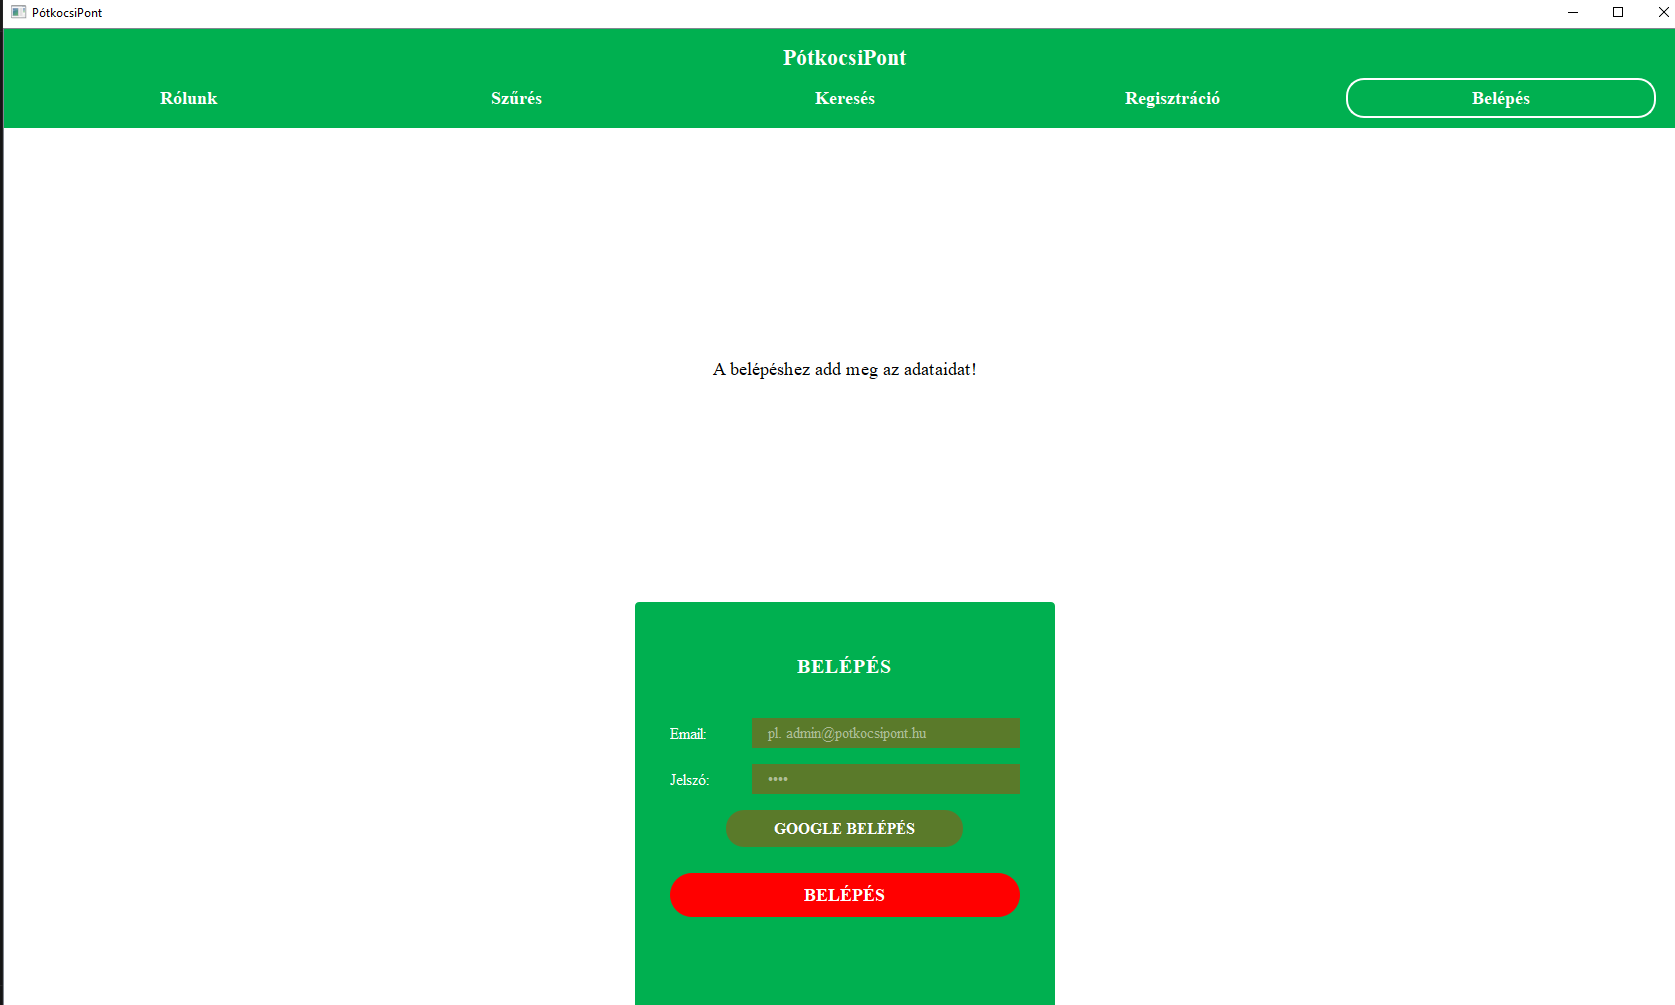 PótkocsiPont
PótkocsiPont
Rólunk Szűrés Keresés Regisztráció Belépés
A belépéshez add meg az adataidat!
BELÉPÉS
Email: pl. admin@potkocsipont.hu
Jelszó: ••••
GOOGLE BELÉPÉS
BELÉPÉS